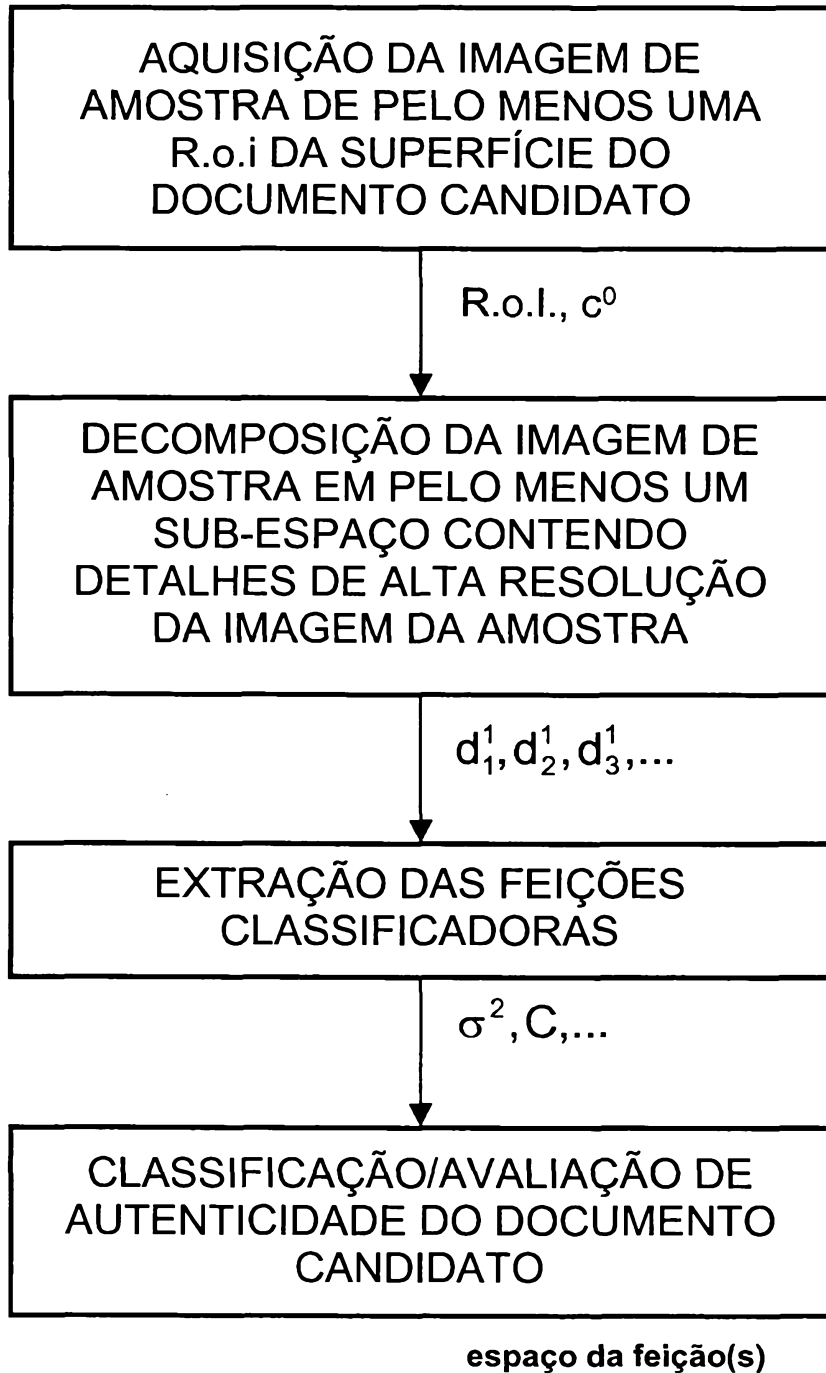 AQUISIÇÃO DA IMAGEM DE
AMOSTRA DE PELO MENOS UMA
R.o.i DA SUPERFÍCIE DO
DOCUMENTO CANDIDATO
R.o.I., c⁰
DECOMPOSIÇÃO DA IMAGEM DE
AMOSTRA EM PELO MENOS UM
SUB-ESPAÇO CONTENDO
DETALHES DE ALTA RESOLUÇÃO
DA IMAGEM DA AMOSTRA
d₁¹, d₂¹, d₃¹,...
EXTRAÇÃO DAS FEIÇÕES
CLASSIFICADORAS
σ², C,...
CLASSIFICAÇÃO/AVALIAÇÃO DE
AUTENTICIDADE DO DOCUMENTO
CANDIDATO
espaço da feição(s)